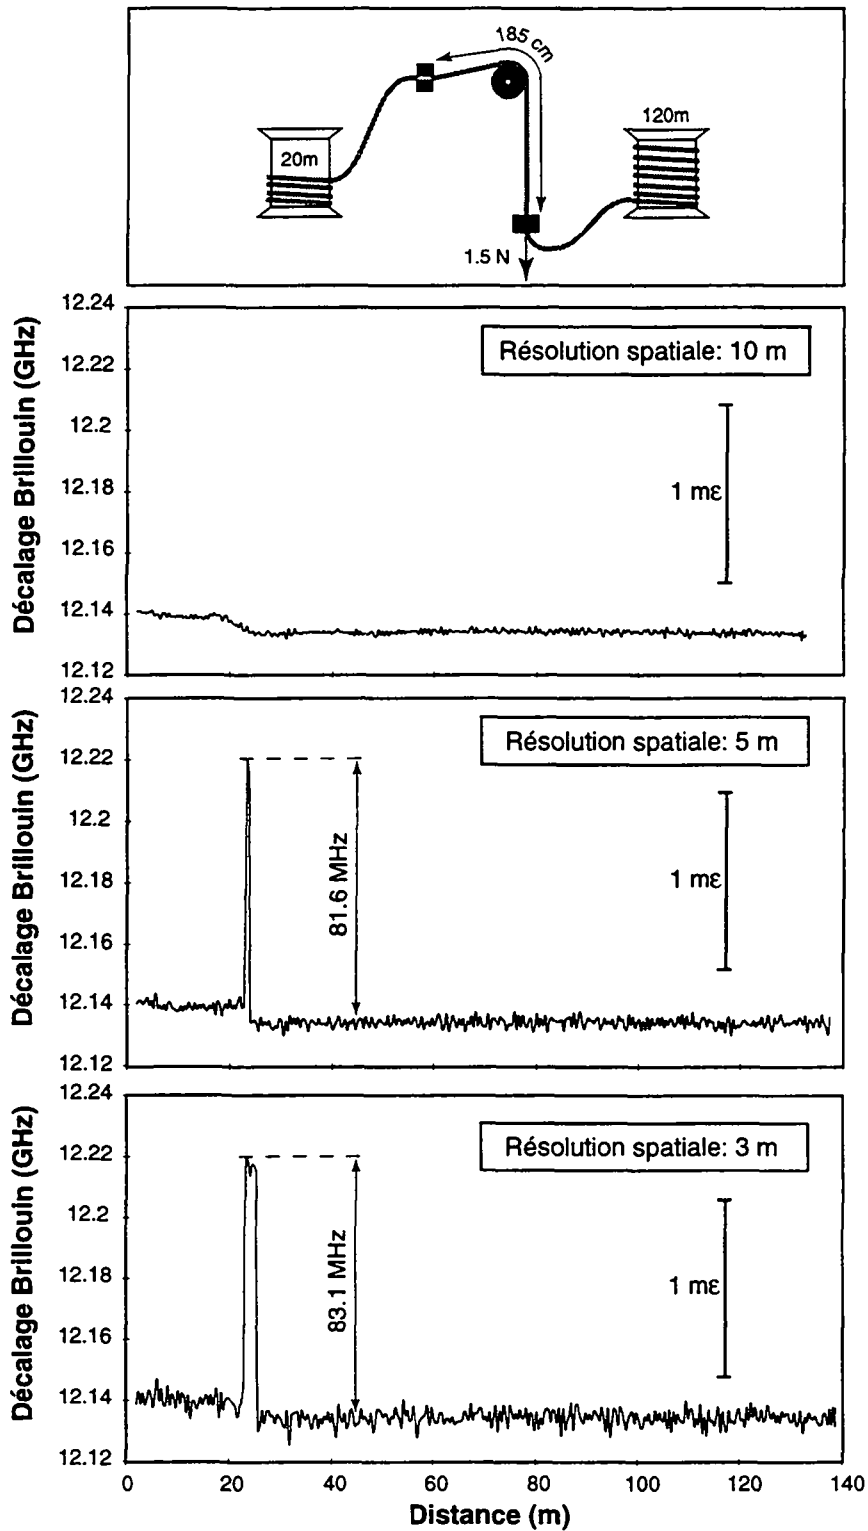 185 cm
20m
120m
1.5 N
Décalage Brillouin (GHz)
12.24
12.22
12.2
12.18
12.16
12.14
12.12
Résolution spatiale: 10 m
1 mε
Décalage Brillouin (GHz)
12.24
12.22
12.2
12.18
12.16
12.14
12.12
Résolution spatiale: 5 m
81.6 MHz
1 mε
Décalage Brillouin (GHz)
12.24
12.22
12.2
12.18
12.16
12.14
12.12
Résolution spatiale: 3 m
83.1 MHz
1 mε
0 20 40 60 80 100 120 140
Distance (m)